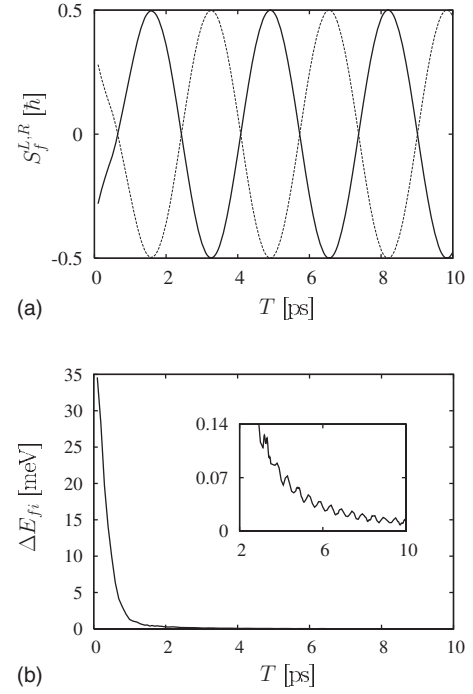 0.5
0
-0.5
S_f^{L,R} [ℏ]
0 2 4 6 8 10
T [ps]
(a)
35
30
25
20
15
10
5
0
ΔE_{fi} [meV]
0.14
0.07
0
2 6 10
0 2 4 6 8 10
T [ps]
(b)